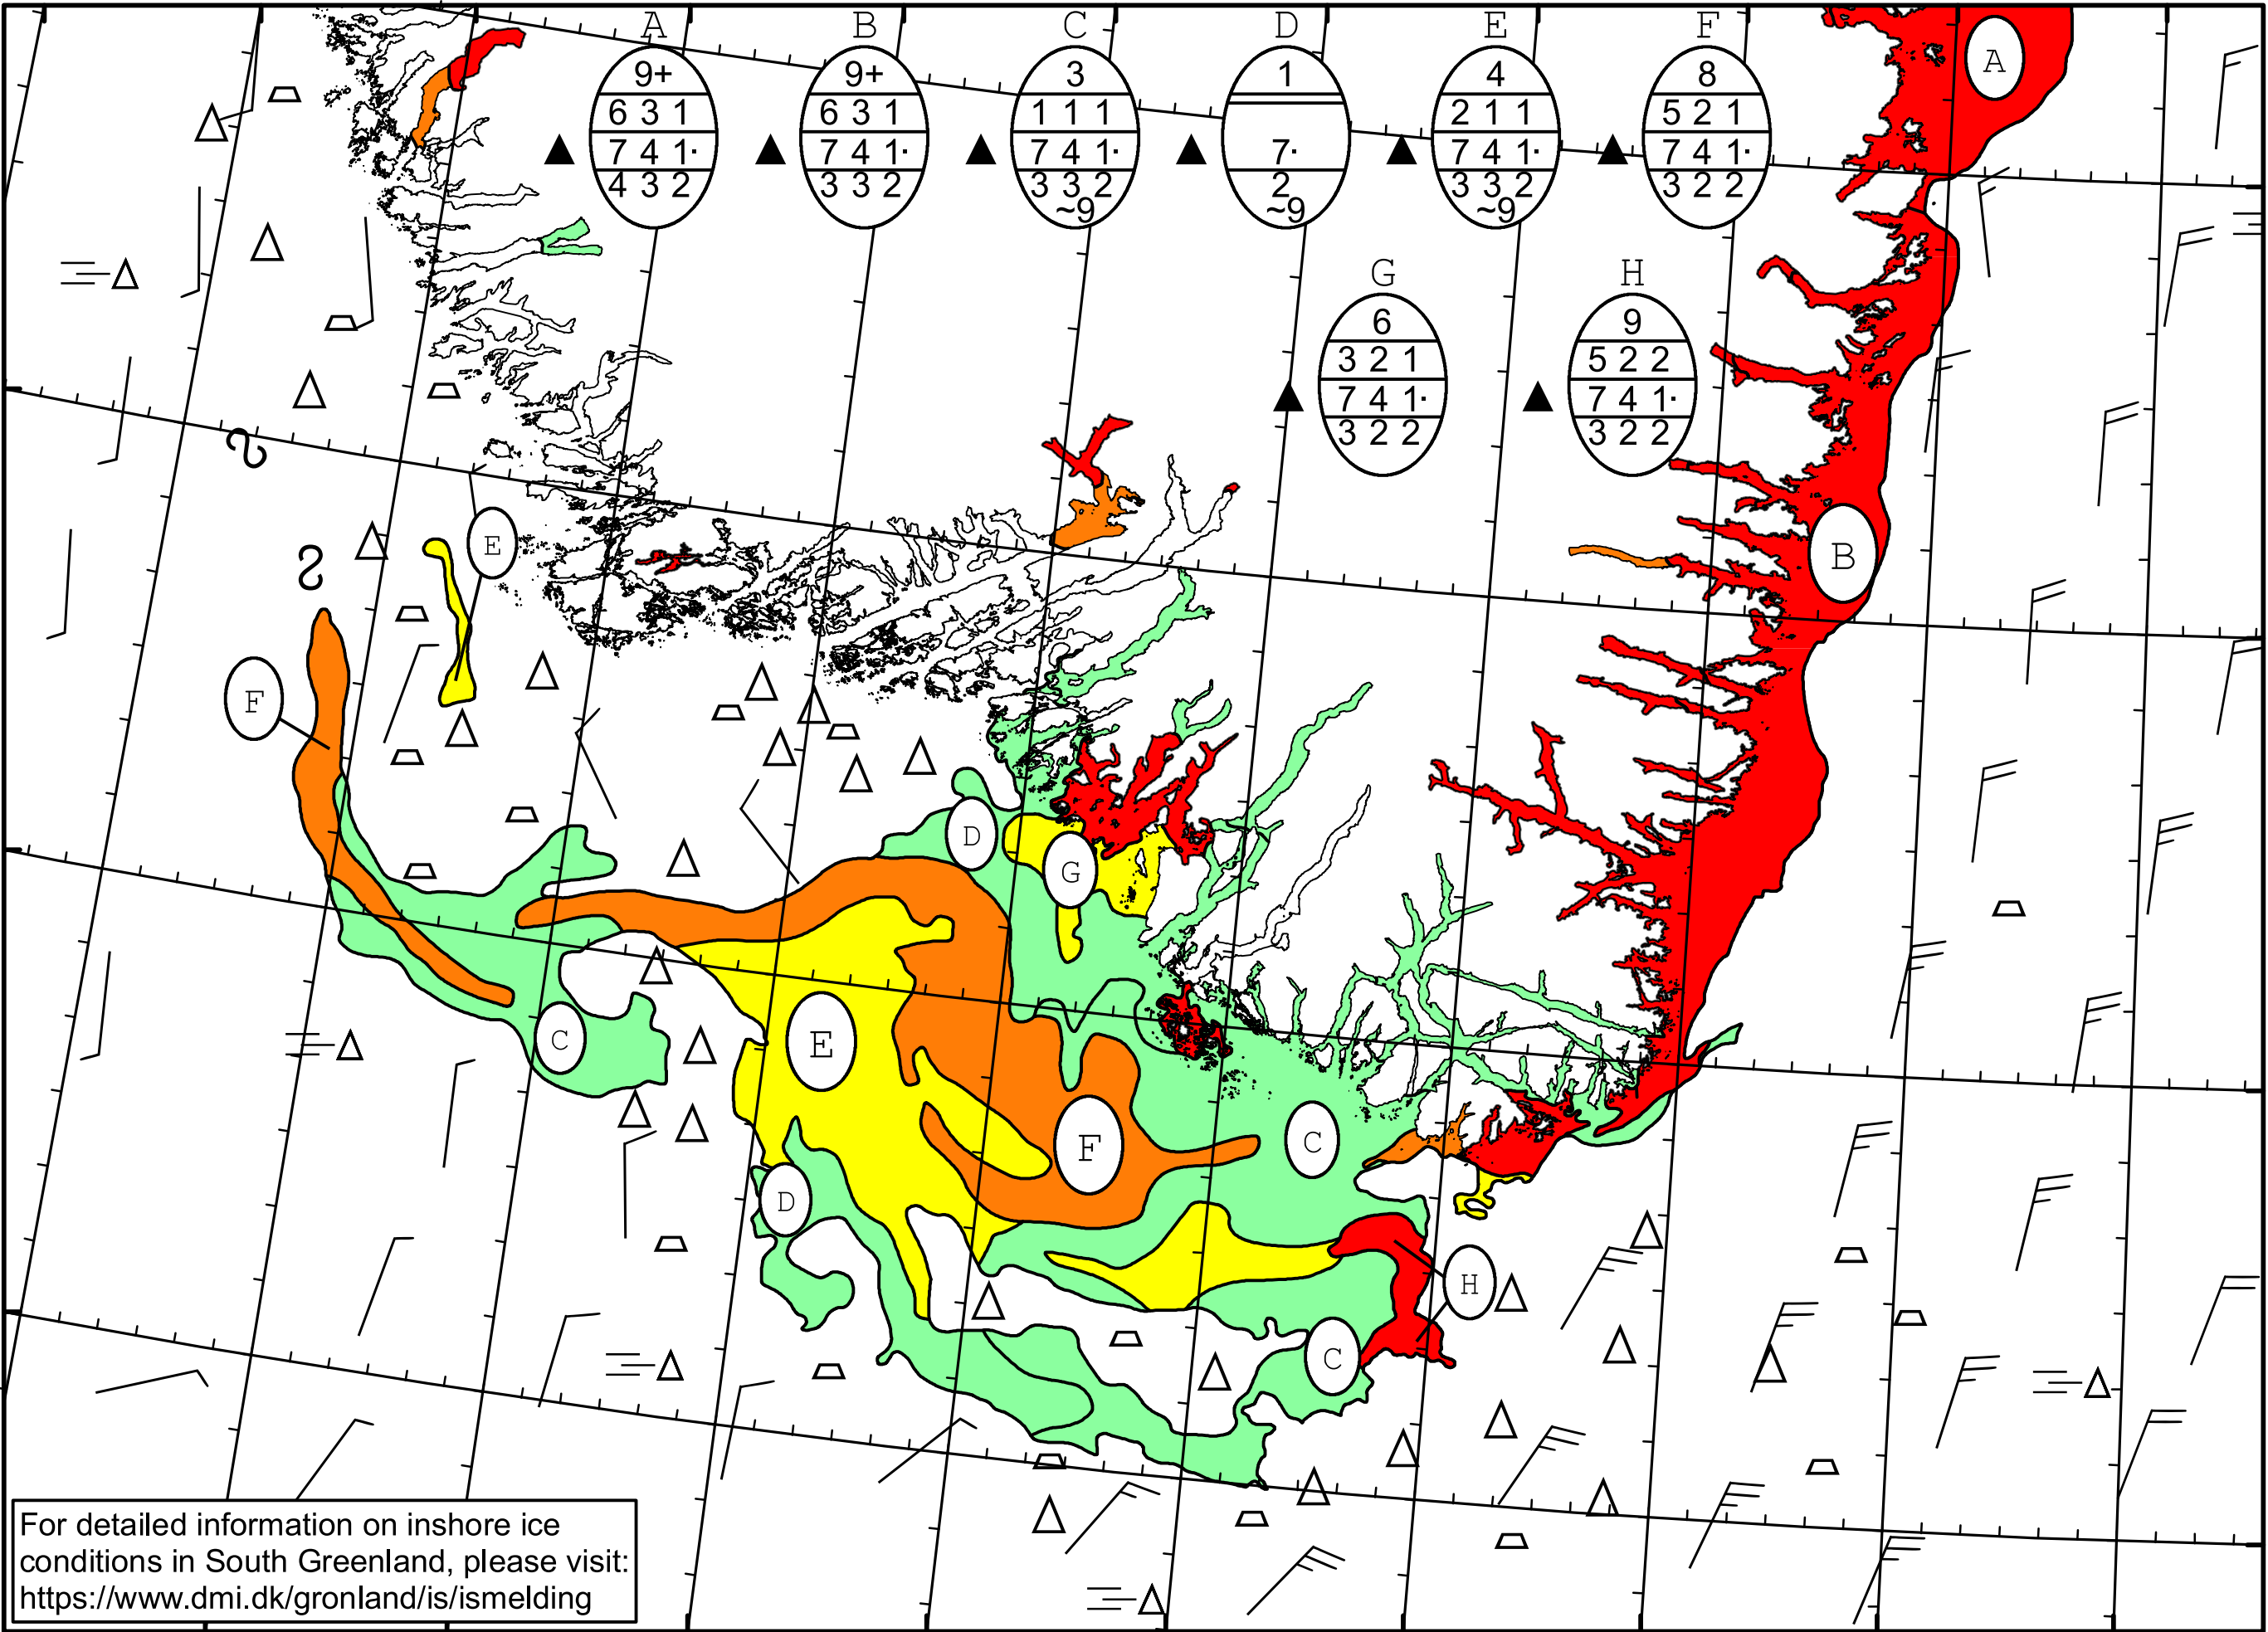 A B C D E F
9+ 9+ 3 1 4 8
6 3 1 6 3 1 1 1 1 2 1 1 5 2 1
7 4 1· 7 4 1· 7 4 1· 7· 7 4 1· 7 4 1·
4 3 2 3 3 2 3 3 2 2 3 3 2 3 2 2
~9 ~9 ~9
G H
6 9
3 2 1 5 2 2
7 4 1· 7 4 1·
3 2 2 3 2 2
A
E
B
F
D
G
E
C
F
C
D
H
C
For detailed information on inshore ice
conditions in South Greenland, please visit:
https://www.dmi.dk/gronland/is/ismelding